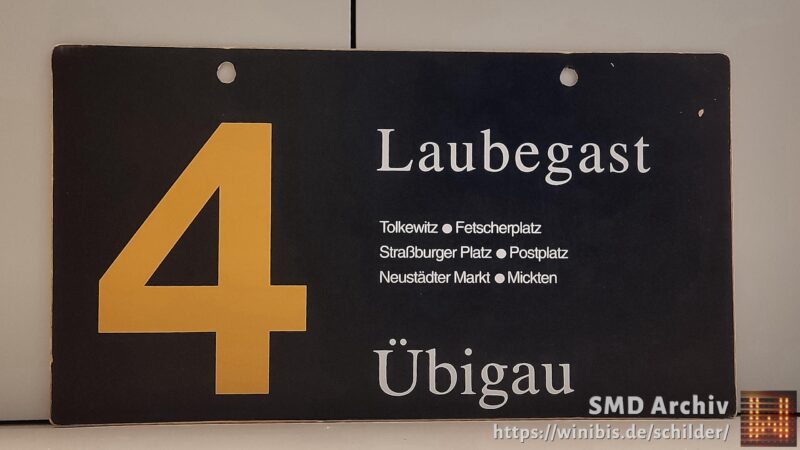 4
Laubegast
Tolkewitz ● Fetscherplatz
Straßburger Platz ● Postplatz
Neustädter Markt ● Mickten
Übigau
SMD Archiv
https://winibis.de/schilder/